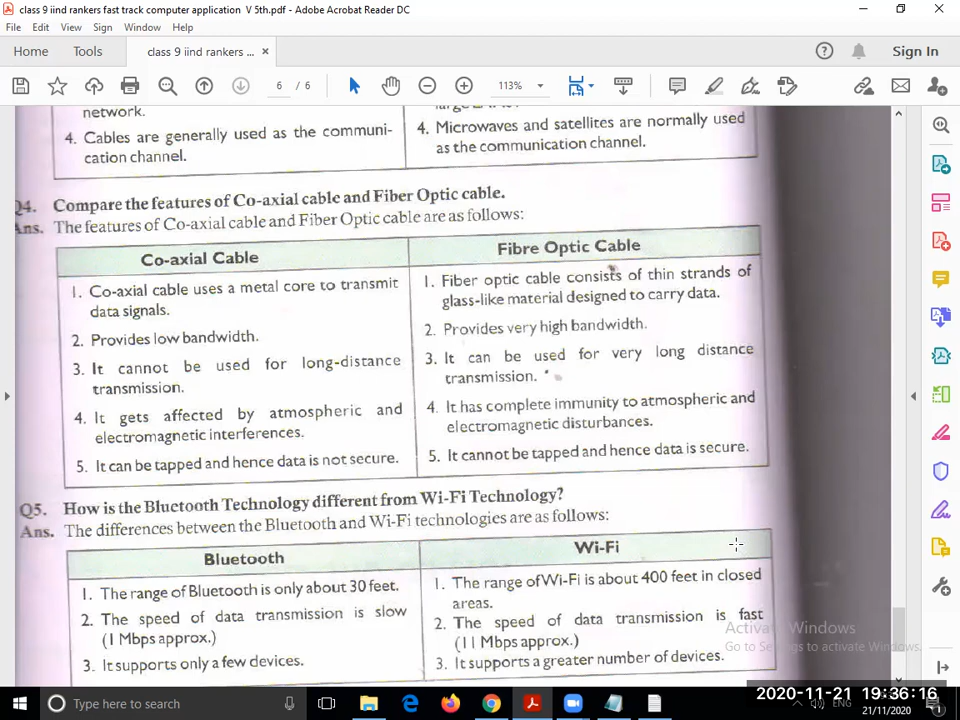 class 9 iind rankers fast track computer application V 5th.pdf - Adobe Acrobat Reader DC
File Edit View Sign Window Help
Home Tools class 9 iind rankers ... × Sign In
6 / 6 113%
network.
4. Cables are generally used as the communi-
cation channel.
4. Microwaves and satellites are normally used
as the communication channel.
Q4. Compare the features of Co-axial cable and Fiber Optic cable.
Ans. The features of Co-axial cable and Fiber Optic cable are as follows:
Co-axial Cable
1. Co-axial cable uses a metal core to transmit
data signals.
2. Provides low bandwidth.
3. It cannot be used for long-distance
transmission.
4. It gets affected by atmospheric and
electromagnetic interferences.
5. It can be tapped and hence data is not secure.
Fibre Optic Cable
1. Fiber optic cable consists of thin strands of
glass-like material designed to carry data.
2. Provides very high bandwidth.
3. It can be used for very long distance
transmission.
4. It has complete immunity to atmospheric and
electromagnetic disturbances.
5. It cannot be tapped and hence data is secure.
Q5. How is the Bluetooth Technology different from Wi-Fi Technology?
Ans. The differences between the Bluetooth and Wi-Fi technologies are as follows:
Bluetooth
1. The range of Bluetooth is only about 30 feet.
2. The speed of data transmission is slow
(1 Mbps approx.)
3. It supports only a few devices.
Wi-Fi
1. The range of Wi-Fi is about 400 feet in closed
areas.
2. The speed of data transmission is fast
(11 Mbps approx.)
3. It supports a greater number of devices.
Activate Windows
Go to Settings to activate Windows.
Type here to search
2020-11-21 19:36:16
ENG
21/11/2020